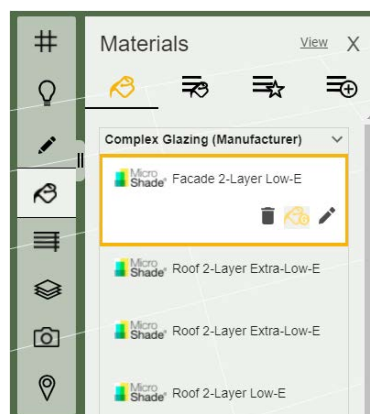 Materials View X
Complex Glazing (Manufacturer)
Micro Shade Facade 2-Layer Low-E
Micro Shade Roof 2-Layer Extra-Low-E
Micro Shade Roof 2-Layer Extra-Low-E
Micro Shade Roof 2-Layer Low-E